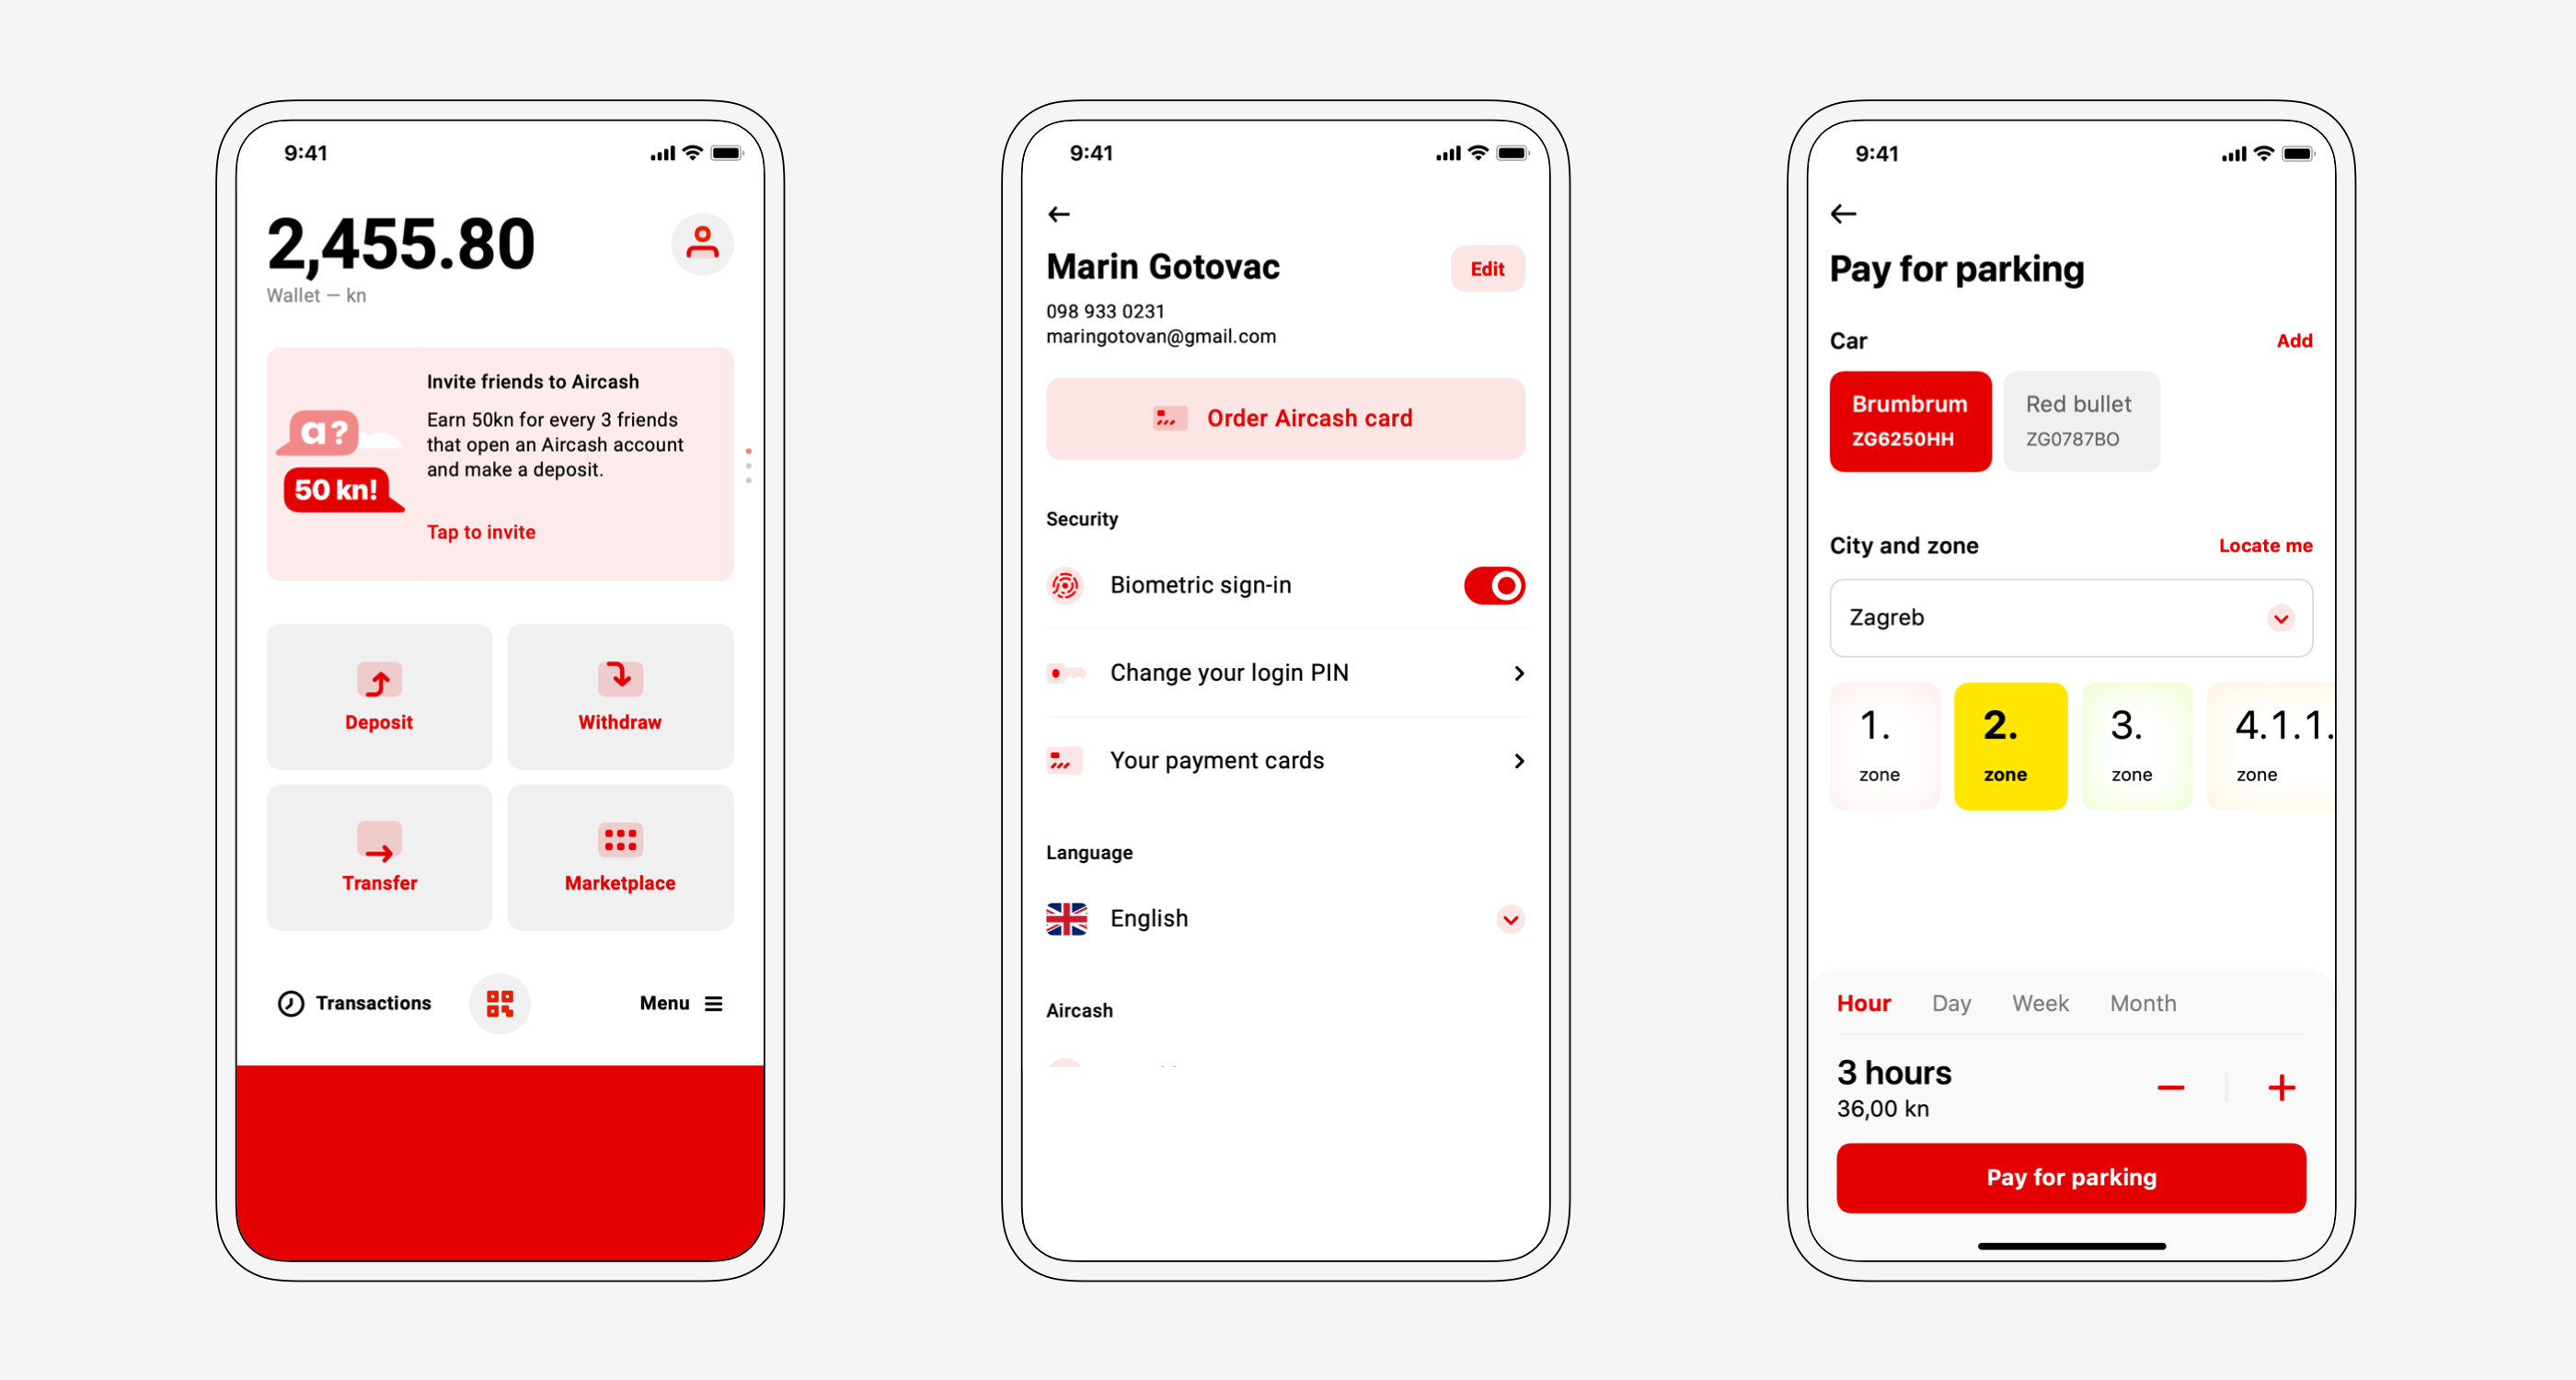 9:41
2,455.80
Wallet — kn
a?
50 kn!
Invite friends to Aircash
Earn 50kn for every 3 friends
that open an Aircash account
and make a deposit.
Tap to invite
Deposit
Withdraw
Transfer
Marketplace
Transactions
Menu
9:41
Marin Gotovac
Edit
098 933 0231
maringotovan@gmail.com
Order Aircash card
Security
Biometric sign-in
Change your login PIN
Your payment cards
Language
English
Aircash
9:41
Pay for parking
Car
Add
Brumbrum
ZG6250HH
Red bullet
ZG0787BO
City and zone
Locate me
Zagreb
1.
zone
2.
zone
3.
zone
4.1.1.
zone
Hour
Day
Week
Month
3 hours
36,00 kn
Pay for parking